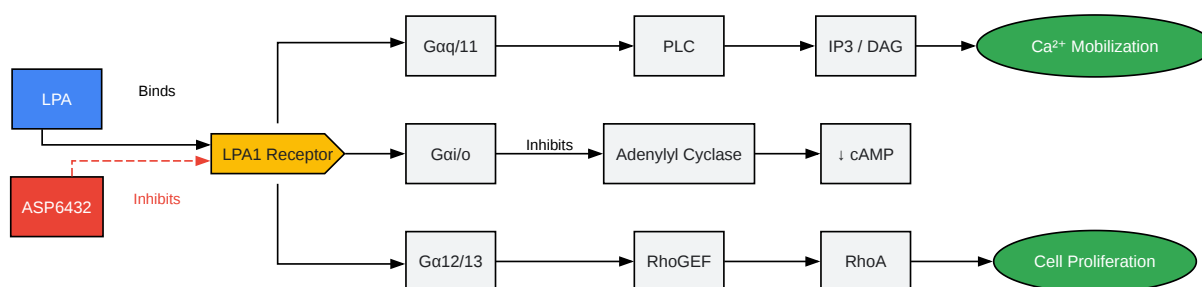 Gαq/11
PLC
IP3 / DAG
Ca²⁺ Mobilization
LPA
Binds
LPA1 Receptor
Gαi/o
Inhibits
Adenylyl Cyclase
↓ cAMP
ASP6432
Inhibits
Gα12/13
RhoGEF
RhoA
Cell Proliferation